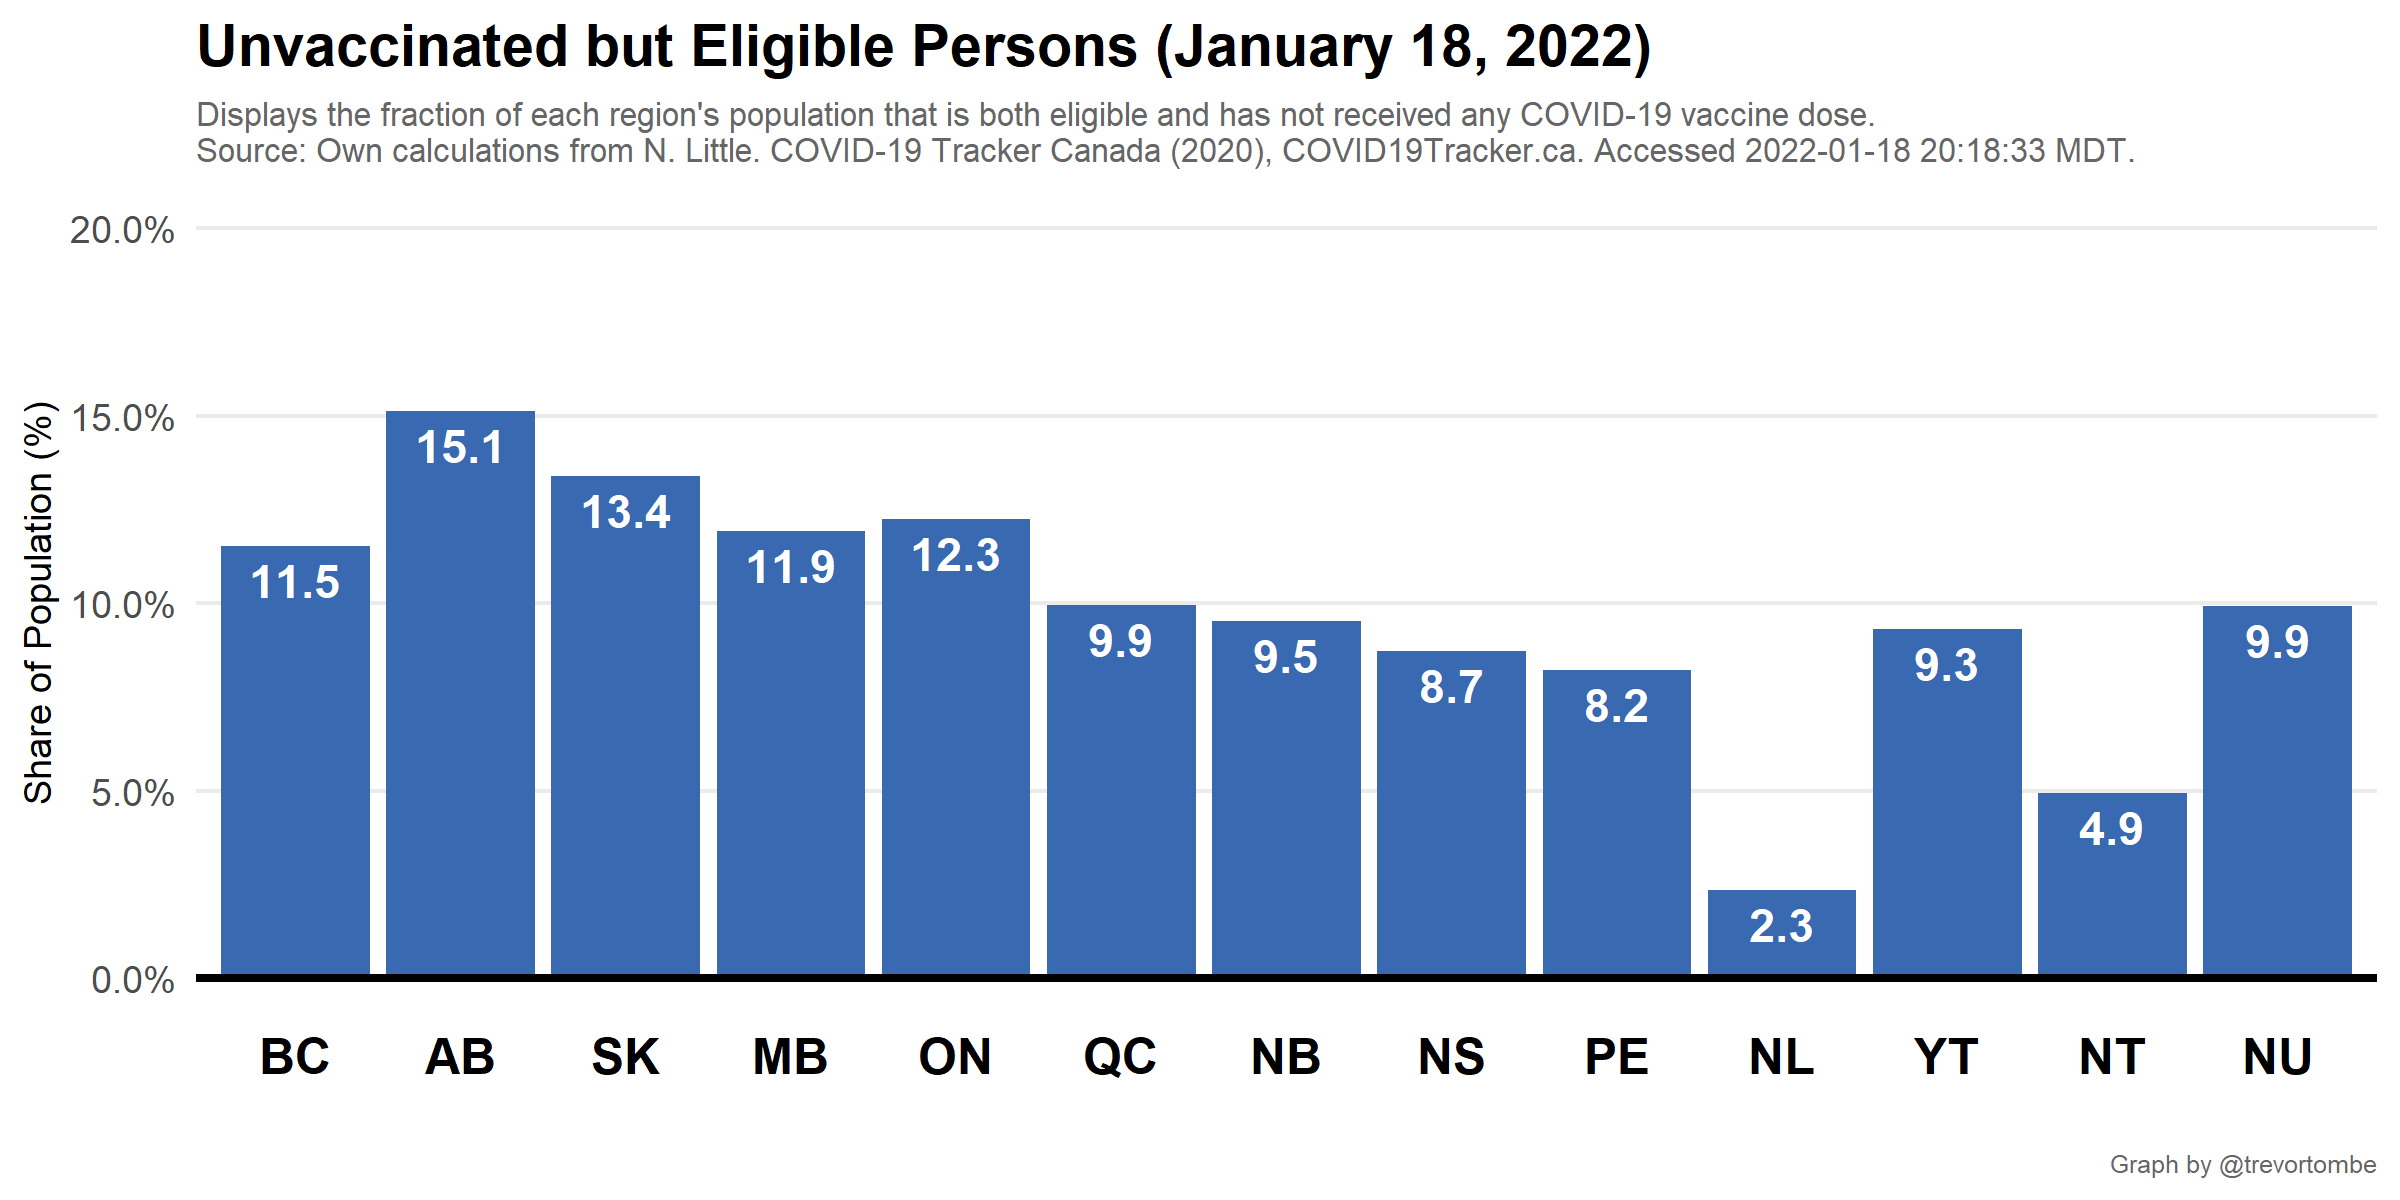 Unvaccinated but Eligible Persons (January 18, 2022)
Displays the fraction of each region's population that is both eligible and has not received any COVID-19 vaccine dose.
Source: Own calculations from N. Little. COVID-19 Tracker Canada (2020), COVID19Tracker.ca. Accessed 2022-01-18 20:18:33 MDT.
Share of Population (%)
20.0%
15.0%
10.0%
5.0%
0.0%
11.5
15.1
13.4
11.9
12.3
9.9
9.5
8.7
8.2
2.3
9.3
4.9
9.9
BC
AB
SK
MB
ON
QC
NB
NS
PE
NL
YT
NT
NU
Graph by @trevortombe